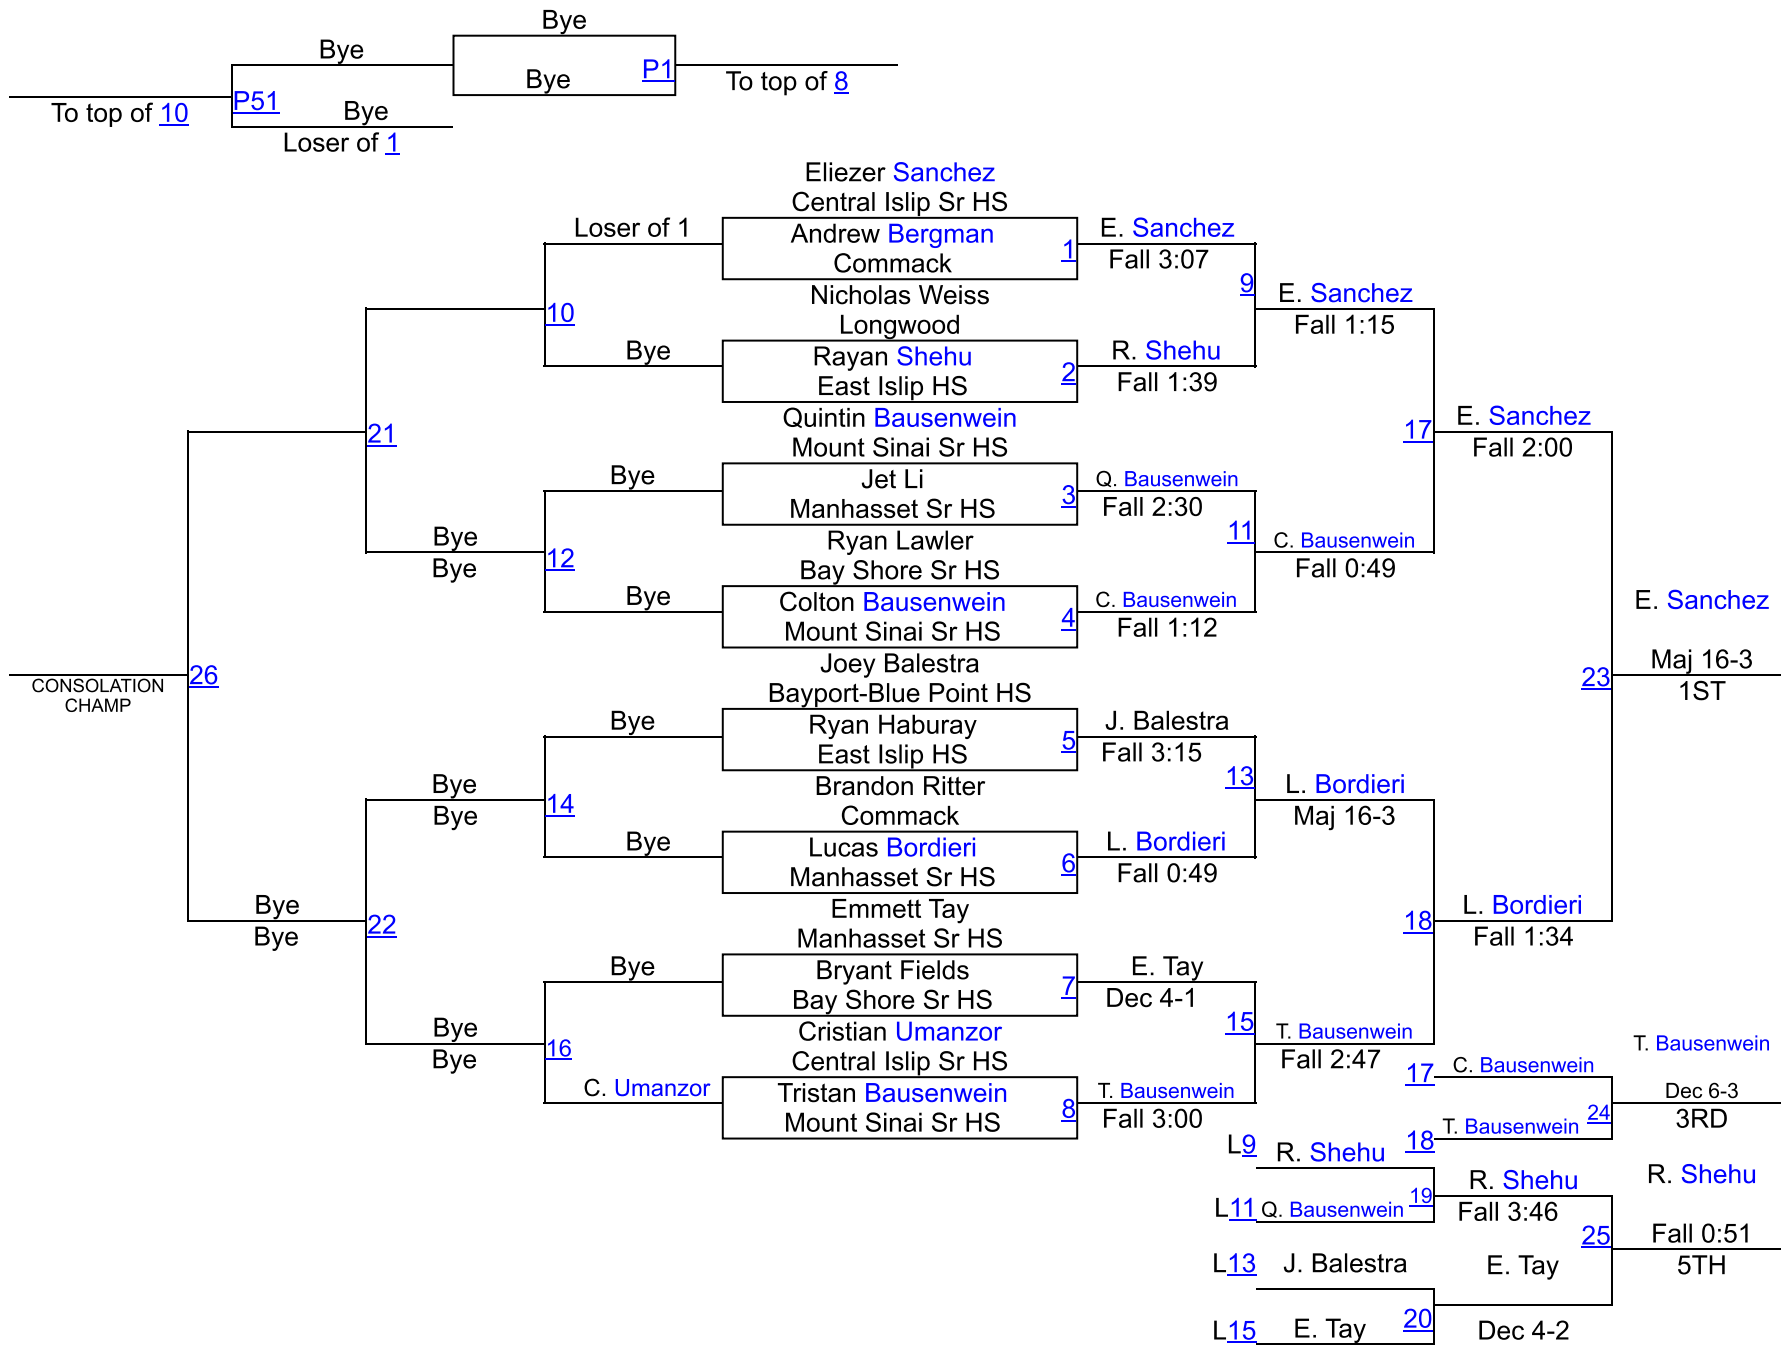 Bye
Bye
Bye P1
To top of 8
P51
To top of 10
Bye
Loser of 1
Eliezer Sanchez
Central Islip Sr HS
Loser of 1
Andrew Bergman
Commack
1
E. Sanchez
Fall 3:07
Nicholas Weiss
Longwood
10
9
E. Sanchez
Fall 1:15
Bye
Rayan Shehu
East Islip HS
2
R. Shehu
Fall 1:39
Quintin Bausenwein
Mount Sinai Sr HS
21
17
E. Sanchez
Fall 2:00
Bye
Jet Li
Manhasset Sr HS
3
Q. Bausenwein
Fall 2:30
Ryan Lawler
Bay Shore Sr HS
Bye
Bye
12
11
C. Bausenwein
Fall 0:49
Bye
Colton Bausenwein
Mount Sinai Sr HS
4
C. Bausenwein
Fall 1:12
E. Sanchez
Maj 16-3
1ST
23
Joey Balestra
Bayport-Blue Point HS
26
CONSOLATION
CHAMP
Bye
Ryan Haburay
East Islip HS
5
J. Balestra
Fall 3:15
Brandon Ritter
Commack
Bye
Bye
14
13
L. Bordieri
Maj 16-3
Bye
Lucas Bordieri
Manhasset Sr HS
6
L. Bordieri
Fall 0:49
Emmett Tay
Manhasset Sr HS
Bye
Bye
22
18
L. Bordieri
Fall 1:34
Bye
Bryant Fields
Bay Shore Sr HS
7
E. Tay
Dec 4-1
Cristian Umanzor
Central Islip Sr HS
Bye
Bye
16
15
T. Bausenwein
Fall 2:47
C. Umanzor
Tristan Bausenwein
Mount Sinai Sr HS
8
T. Bausenwein
Fall 3:00
17
C. Bausenwein
18
T. Bausenwein
24
T. Bausenwein
Dec 6-3
3RD
L9
R. Shehu
L11
Q. Bausenwein
19
R. Shehu
Fall 3:46
L13
J. Balestra
L15
E. Tay
20
E. Tay
Dec 4-2
25
R. Shehu
Fall 0:51
5TH